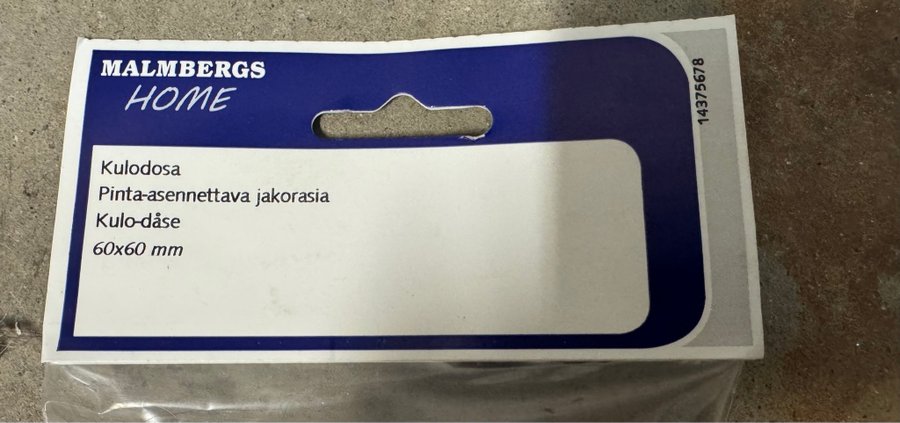 MALMBERGS
HOME
14375678
Kulodosa
Pinta-asennettava jakorasia
Kulo-dåse
60x60 mm